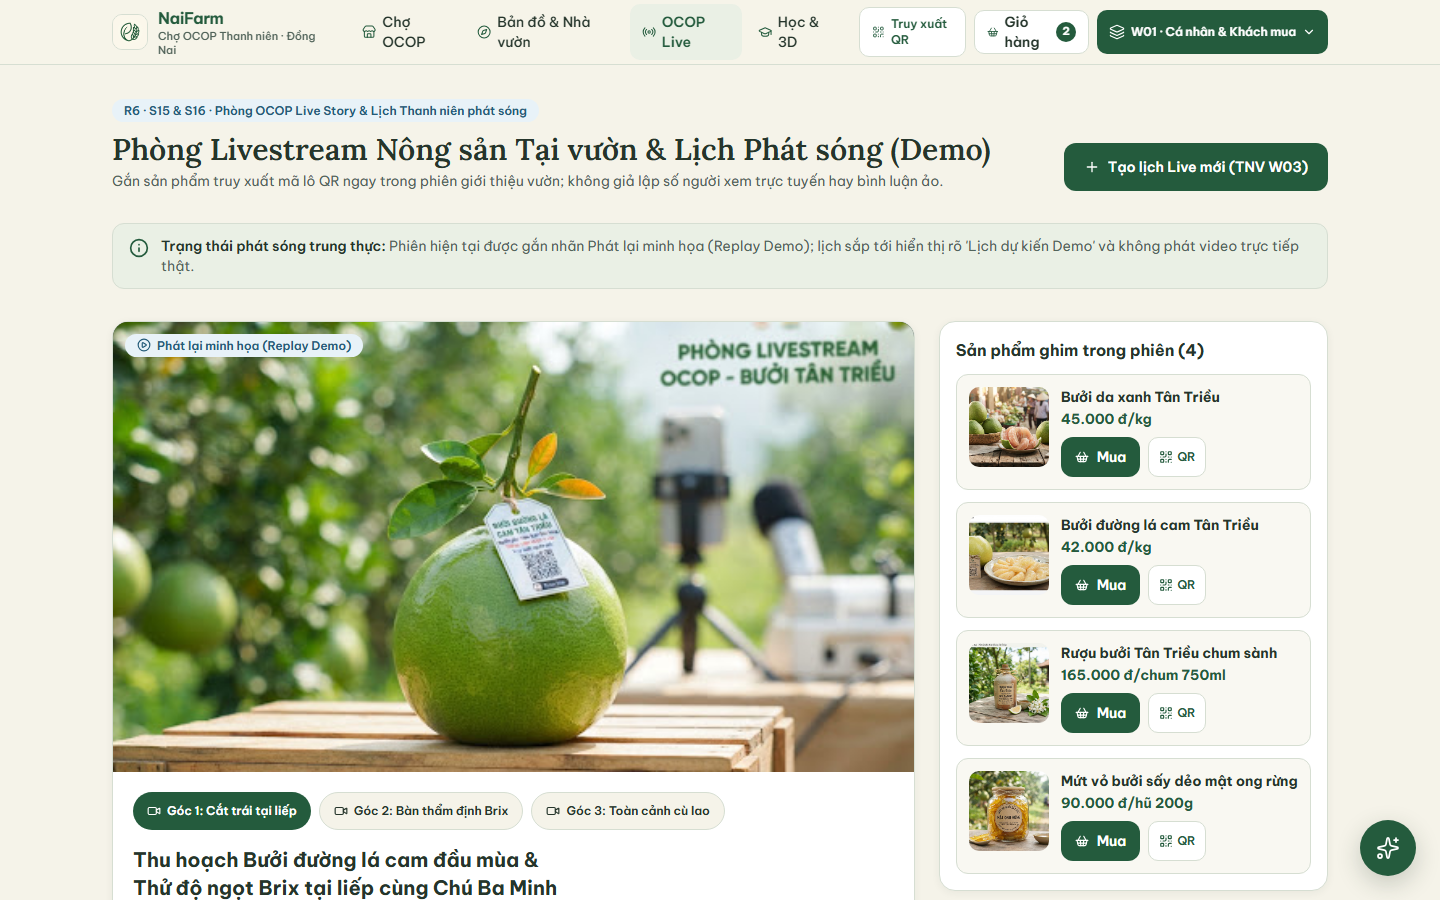 NaiFarm
Chợ OCOP Thanh niên · Đồng
Nai
Chợ
OCOP
Bản đồ & Nhà
vườn
OCOP
Live
Học &
3D
Truy xuất
QR
Giỏ
hàng
2
W01 · Cá nhân & Khách mua
R6 · S15 & S16 · Phòng OCOP Live Story & Lịch Thanh niên phát sóng
Phòng Livestream Nông sản Tại vườn & Lịch Phát sóng (Demo)
Gắn sản phẩm truy xuất mã lô QR ngay trong phiên giới thiệu vườn; không giả lập số người xem trực tuyến hay bình luận ảo.
Tạo lịch Live mới (TNV W03)
Trạng thái phát sóng trung thực: Phiên hiện tại được gắn nhãn Phát lại minh họa (Replay Demo); lịch sắp tới hiển thị rõ 'Lịch dự kiến Demo' và không phát video trực tiếp
thật.
Phát lại minh họa (Replay Demo)
PHÒNG LIVESTREAM
OCOP - BƯỞI TÂN TRIỀU
BƯỞI ĐƯỜNG LÁ
CAM TÂN TRIỀU
Góc 1: Cắt trái tại liếp
Góc 2: Bàn thẩm định Brix
Góc 3: Toàn cảnh cù lao
Thu hoạch Bưởi đường lá cam đầu mùa &
Thử độ ngọt Brix tại liếp cùng Chú Ba Minh
Sản phẩm ghim trong phiên (4)
Bưởi da xanh Tân Triều
45.000 đ/kg
Mua
QR
Bưởi đường lá cam Tân Triều
42.000 đ/kg
Mua
QR
Rượu bưởi Tân Triều chum sành
165.000 đ/chum 750ml
Mua
QR
Mứt vỏ bưởi sấy dẻo mật ong rừng
90.000 đ/hũ 200g
Mua
QR